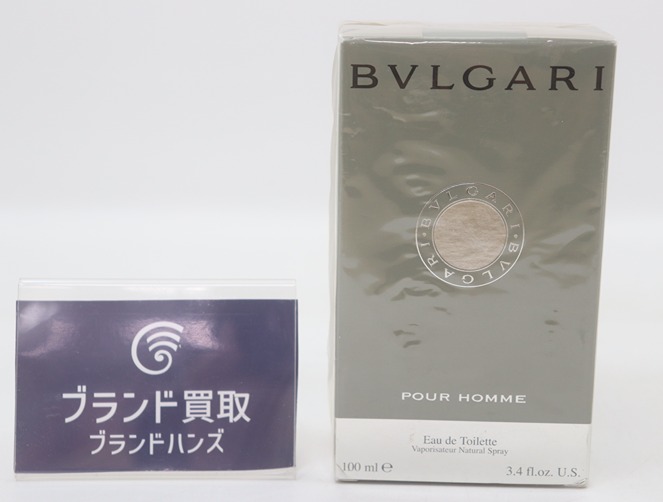 BVLGARI
BVLGARI · BVLGARI ·
POUR HOMME
Eau de Toilette
Vaporisateur Natural Spray
100 ml ℮ 3.4 fl.oz. U.S.
ブランド買取
ブランドハンズ